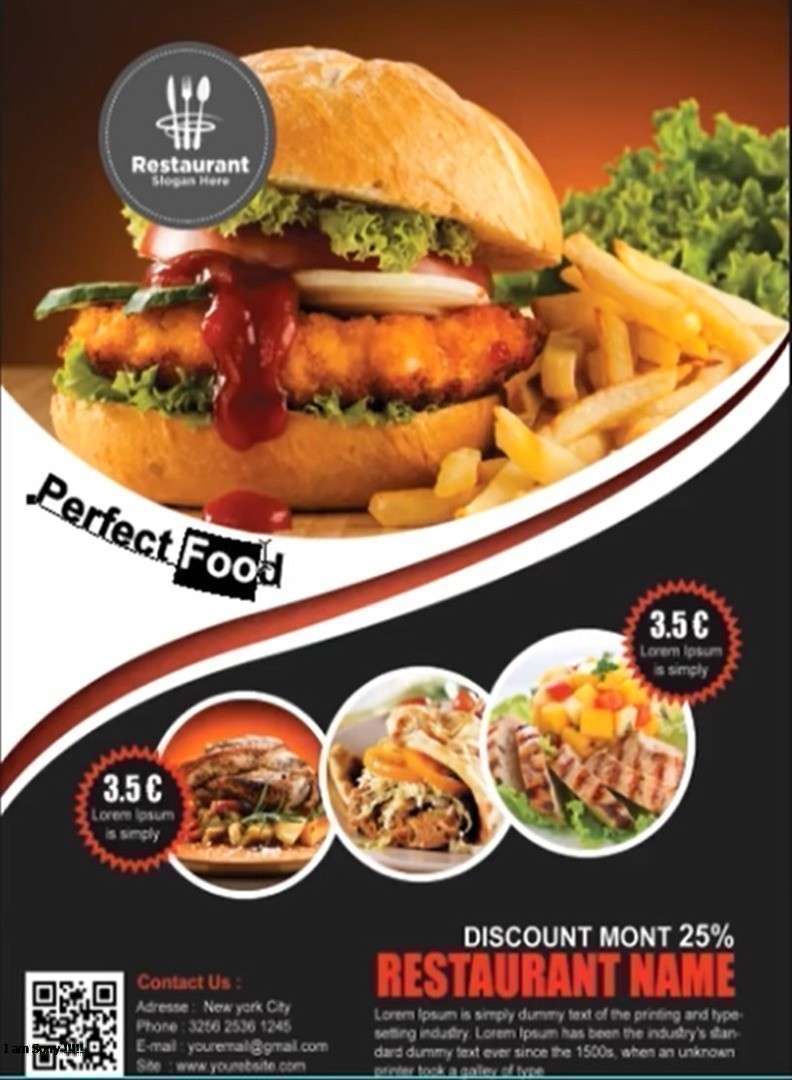 Restaurant
Slogan Here
Perfect Food
3.5 €
Lorem Ipsum
is simply
3.5 €
Lorem Ipsum
is simply
DISCOUNT MONT 25%
RESTAURANT NAME
Lorem Ipsum is simply dummy text of the printing and type-
setting industry. Lorem Ipsum has been the industry's stan-
dard dummy text ever since the 1500s, when an unknown
printer took a galley of type
Contact Us :
Adresse : New york City
Phone : 3256 2536 1245
E-mail : youremail@gmail.com
Site : www.yourebsite.com
I am Sony !!!!!